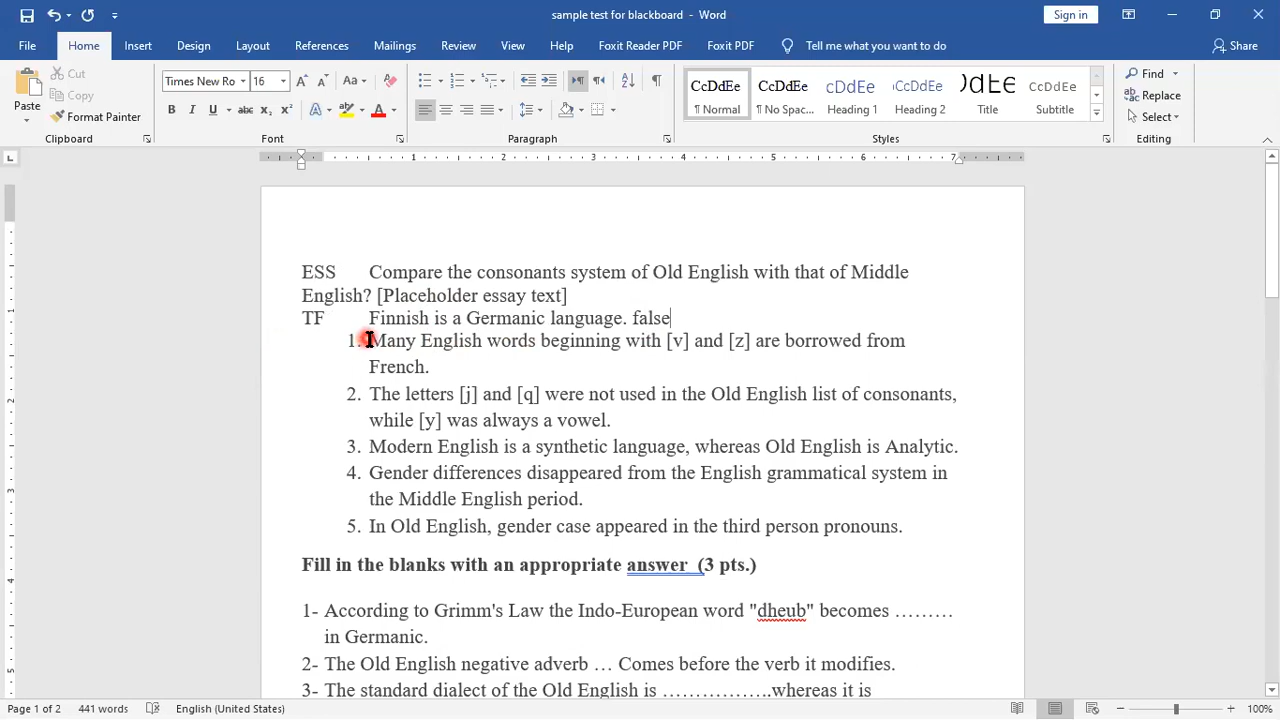 sample test for blackboard - Word
Sign in
File Home Insert Design Layout References Mailings Review View Help Foxit Reader PDF Foxit PDF Tell me what you want to do Share
Paste
Cut
Copy
Format Painter
Clipboard
Times New Ro 16
Font
Paragraph
AaBbCcDdEe
¶ Normal ¶ No Spac... Heading 1 Heading 2 Title Subtitle
Styles
Find
Replace
Select
Editing
1 2 3 4 5 6 7
ESS Compare the consonants system of Old English with that of Middle
English? [Placeholder essay text]
TF Finnish is a Germanic language. false
1. Many English words beginning with [v] and [z] are borrowed from
French.
2. The letters [j] and [q] were not used in the Old English list of consonants,
while [y] was always a vowel.
3. Modern English is a synthetic language, whereas Old English is Analytic.
4. Gender differences disappeared from the English grammatical system in
the Middle English period.
5. In Old English, gender case appeared in the third person pronouns.
Fill in the blanks with an appropriate answer (3 pts.)
1- According to Grimm's Law the Indo-European word "dheub" becomes ………
in Germanic.
2- The Old English negative adverb … Comes before the verb it modifies.
3- The standard dialect of the Old English is ……………..whereas it is
Page 1 of 2 441 words English (United States) 100%